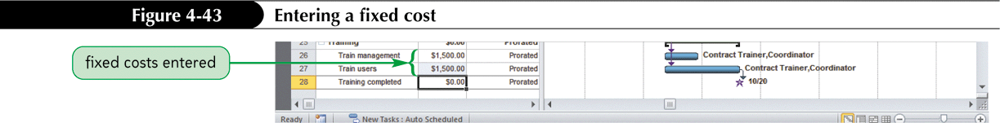 Figure 4-43 Entering a fixed cost
25 Training $0.00 Prorated
fixed costs entered
26 Train management $1,500.00 Prorated Contract Trainer,Coordinator
27 Train users $1,500.00 Prorated Contract Trainer,Coordinator
28 Training completed $0.00 Prorated 10/20
Ready New Tasks : Auto Scheduled